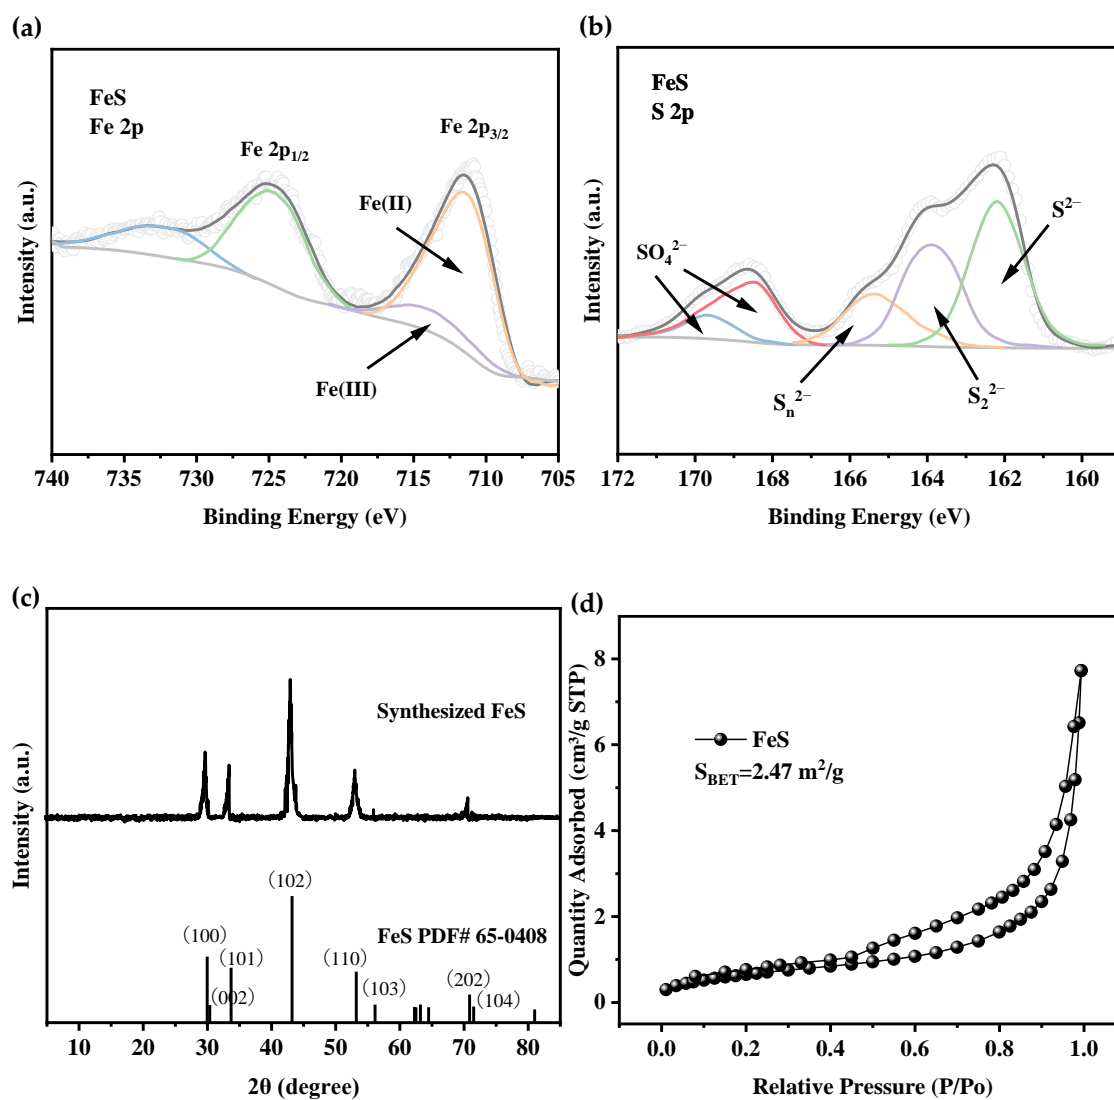 (a)
FeS
Fe 2p
Fe 2p₁/₂
Fe 2p₃/₂
Fe(II)
Fe(III)
Intensity (a.u.)
740 735 730 725 720 715 710 705
Binding Energy (eV)
(b)
FeS
S 2p
SO₄²⁻
S²⁻
Sₙ²⁻
S₂²⁻
Intensity (a.u.)
172 170 168 166 164 162 160
Binding Energy (eV)
(c)
Synthesized FeS
(102)
(100)
FeS PDF# 65-0408
(101)
(110)
(002)
(103)
(202)
(104)
Intensity (a.u.)
10 20 30 40 50 60 70 80
2θ (degree)
(d)
FeS
S_BET=2.47 m²/g
Quantity Adsorbed (cm³/g STP)
8
6
4
2
0
0.0 0.2 0.4 0.6 0.8 1.0
Relative Pressure (P/Po)